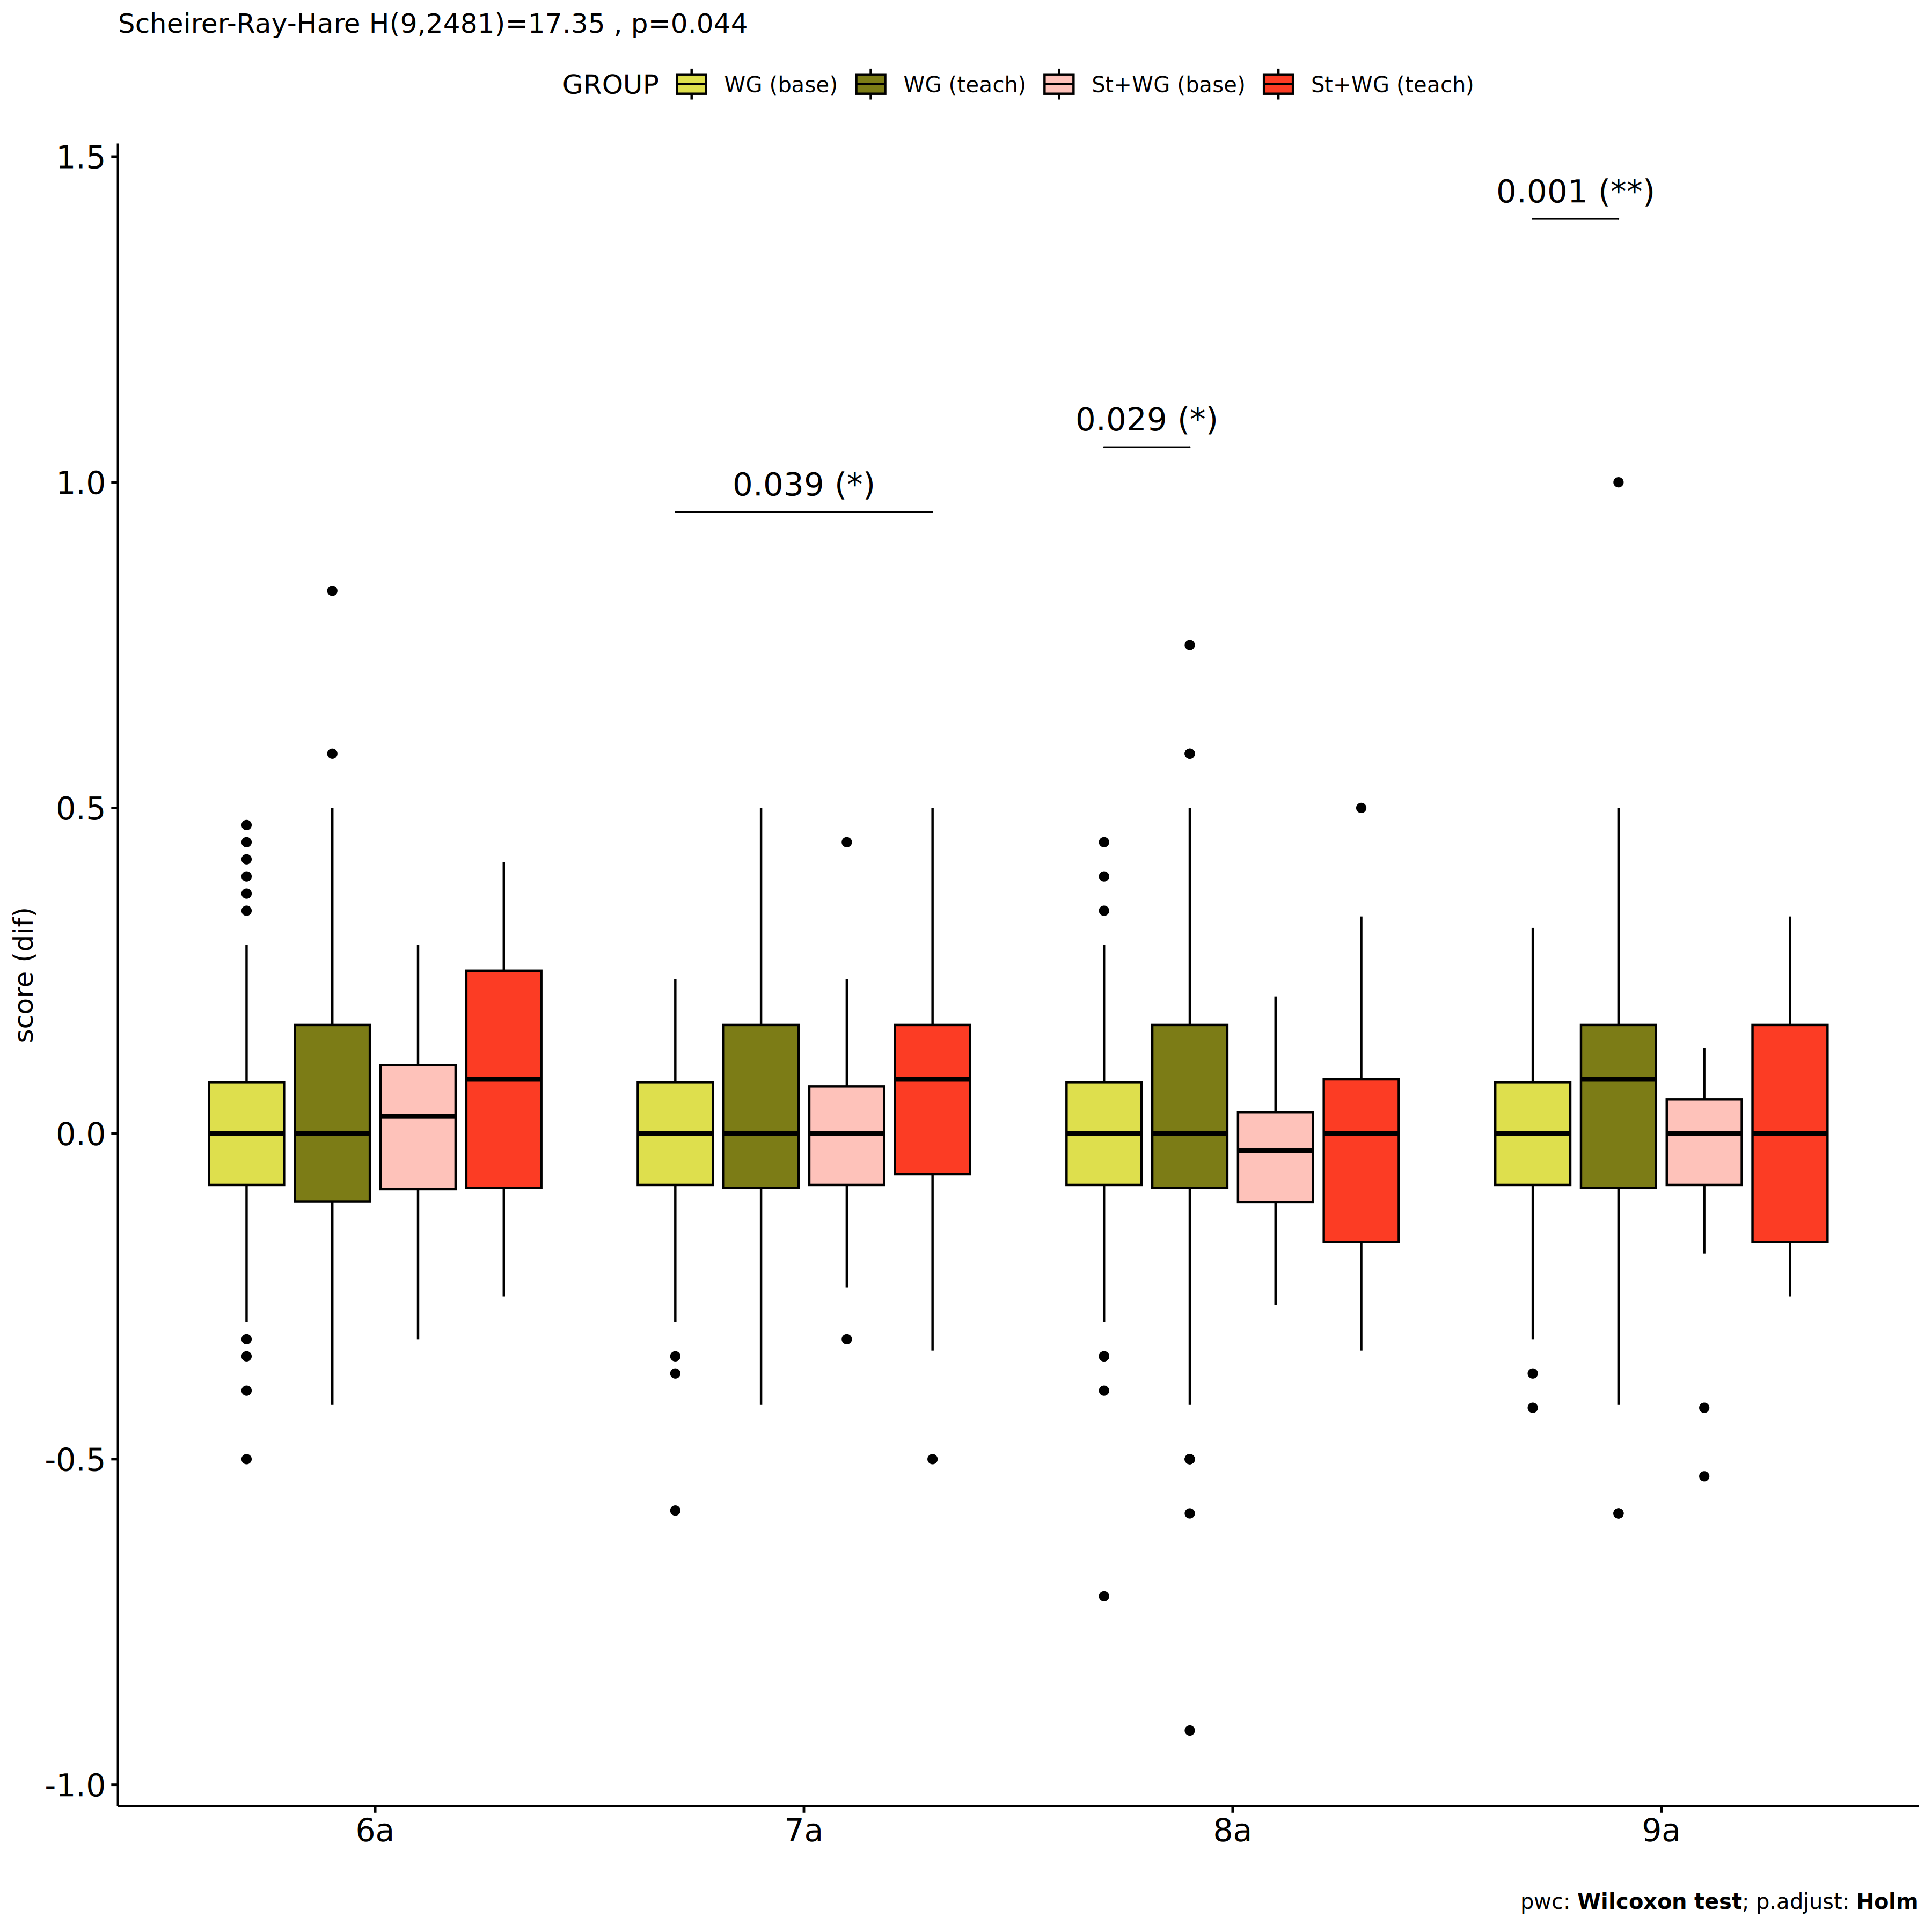 Scheirer-Ray-Hare H(9,2481)=17.35 , p=0.044
GROUP WG (base) WG (teach) St+WG (base) St+WG (teach)
1.5
0.001 (**)
0.029 (*)
1.0
0.039 (*)
0.5
score (dif)
0.0
-0.5
-1.0
6a 7a 8a 9a
pwc: Wilcoxon test; p.adjust: Holm